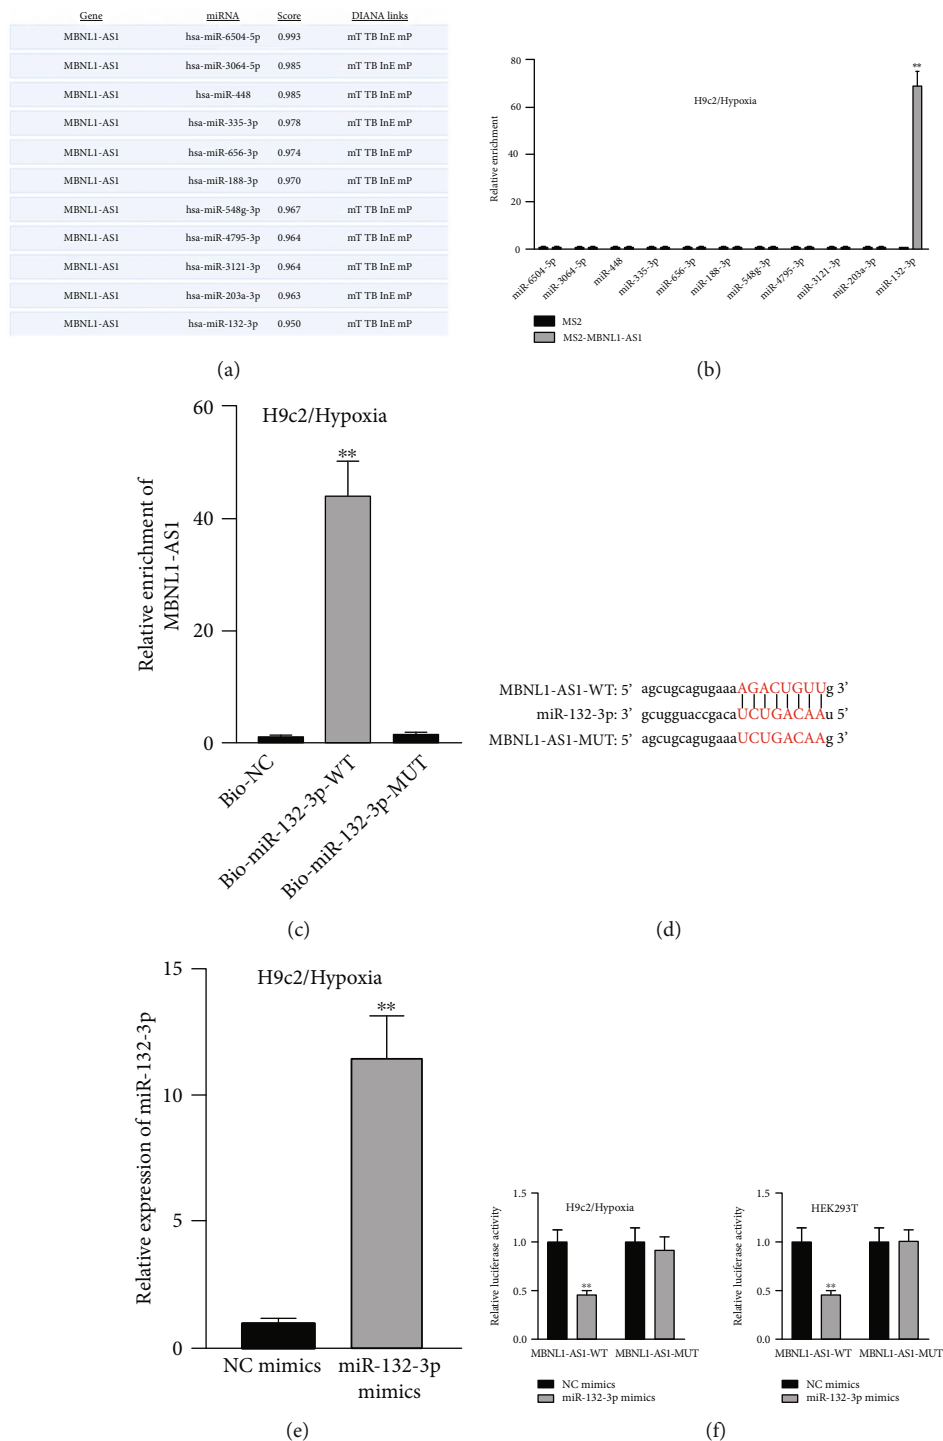 Gene miRNA Score DIANA links
MBNL1-AS1 hsa-miR-6504-5p 0.993 mT TB InE mP
MBNL1-AS1 hsa-miR-3064-5p 0.985 mT TB InE mP
MBNL1-AS1 hsa-miR-448 0.985 mT TB InE mP
MBNL1-AS1 hsa-miR-335-3p 0.978 mT TB InE mP
MBNL1-AS1 hsa-miR-656-3p 0.974 mT TB InE mP
MBNL1-AS1 hsa-miR-188-3p 0.970 mT TB InE mP
MBNL1-AS1 hsa-miR-548g-3p 0.967 mT TB InE mP
MBNL1-AS1 hsa-miR-4795-3p 0.964 mT TB InE mP
MBNL1-AS1 hsa-miR-3121-3p 0.964 mT TB InE mP
MBNL1-AS1 hsa-miR-203a-3p 0.963 mT TB InE mP
MBNL1-AS1 hsa-miR-132-3p 0.950 mT TB InE mP
(a)
Relative enrichment
80
60
40
20
0
H9c2/Hypoxia
**
miR-6504-5p
miR-3064-5p
miR-448
miR-335-3p
miR-656-3p
miR-188-3p
miR-548g-3p
miR-4795-3p
miR-3121-3p
miR-203a-3p
miR-132-3p
MS2
MS2-MBNL1-AS1
(b)
Relative enrichment of
MBNL1-AS1
60
40
20
0
H9c2/Hypoxia
**
Bio-NC
Bio-miR-132-3p-WT
Bio-miR-132-3p-MUT
(c)
MBNL1-AS1-WT: 5’ agcugcagugaaaAGACUGUUg 3’
miR-132-3p: 3’ gcugguaccgacaUCUGACAAu 5’
MBNL1-AS1-MUT: 5’ agcugcagugaaaUCUGACAAg 3’
(d)
Relative expression of miR-132-3p
15
10
5
0
H9c2/Hypoxia
**
NC mimics
miR-132-3p
mimics
(e)
Relative luciferase activity
1.5
1.0
0.5
0.0
H9c2/Hypoxia
**
MBNL1-AS1-WT MBNL1-AS1-MUT
NC mimics
miR-132-3p mimics
Relative luciferase activity
1.5
1.0
0.5
0.0
HEK293T
**
MBNL1-AS1-WT MBNL1-AS1-MUT
NC mimics
miR-132-3p mimics
(f)